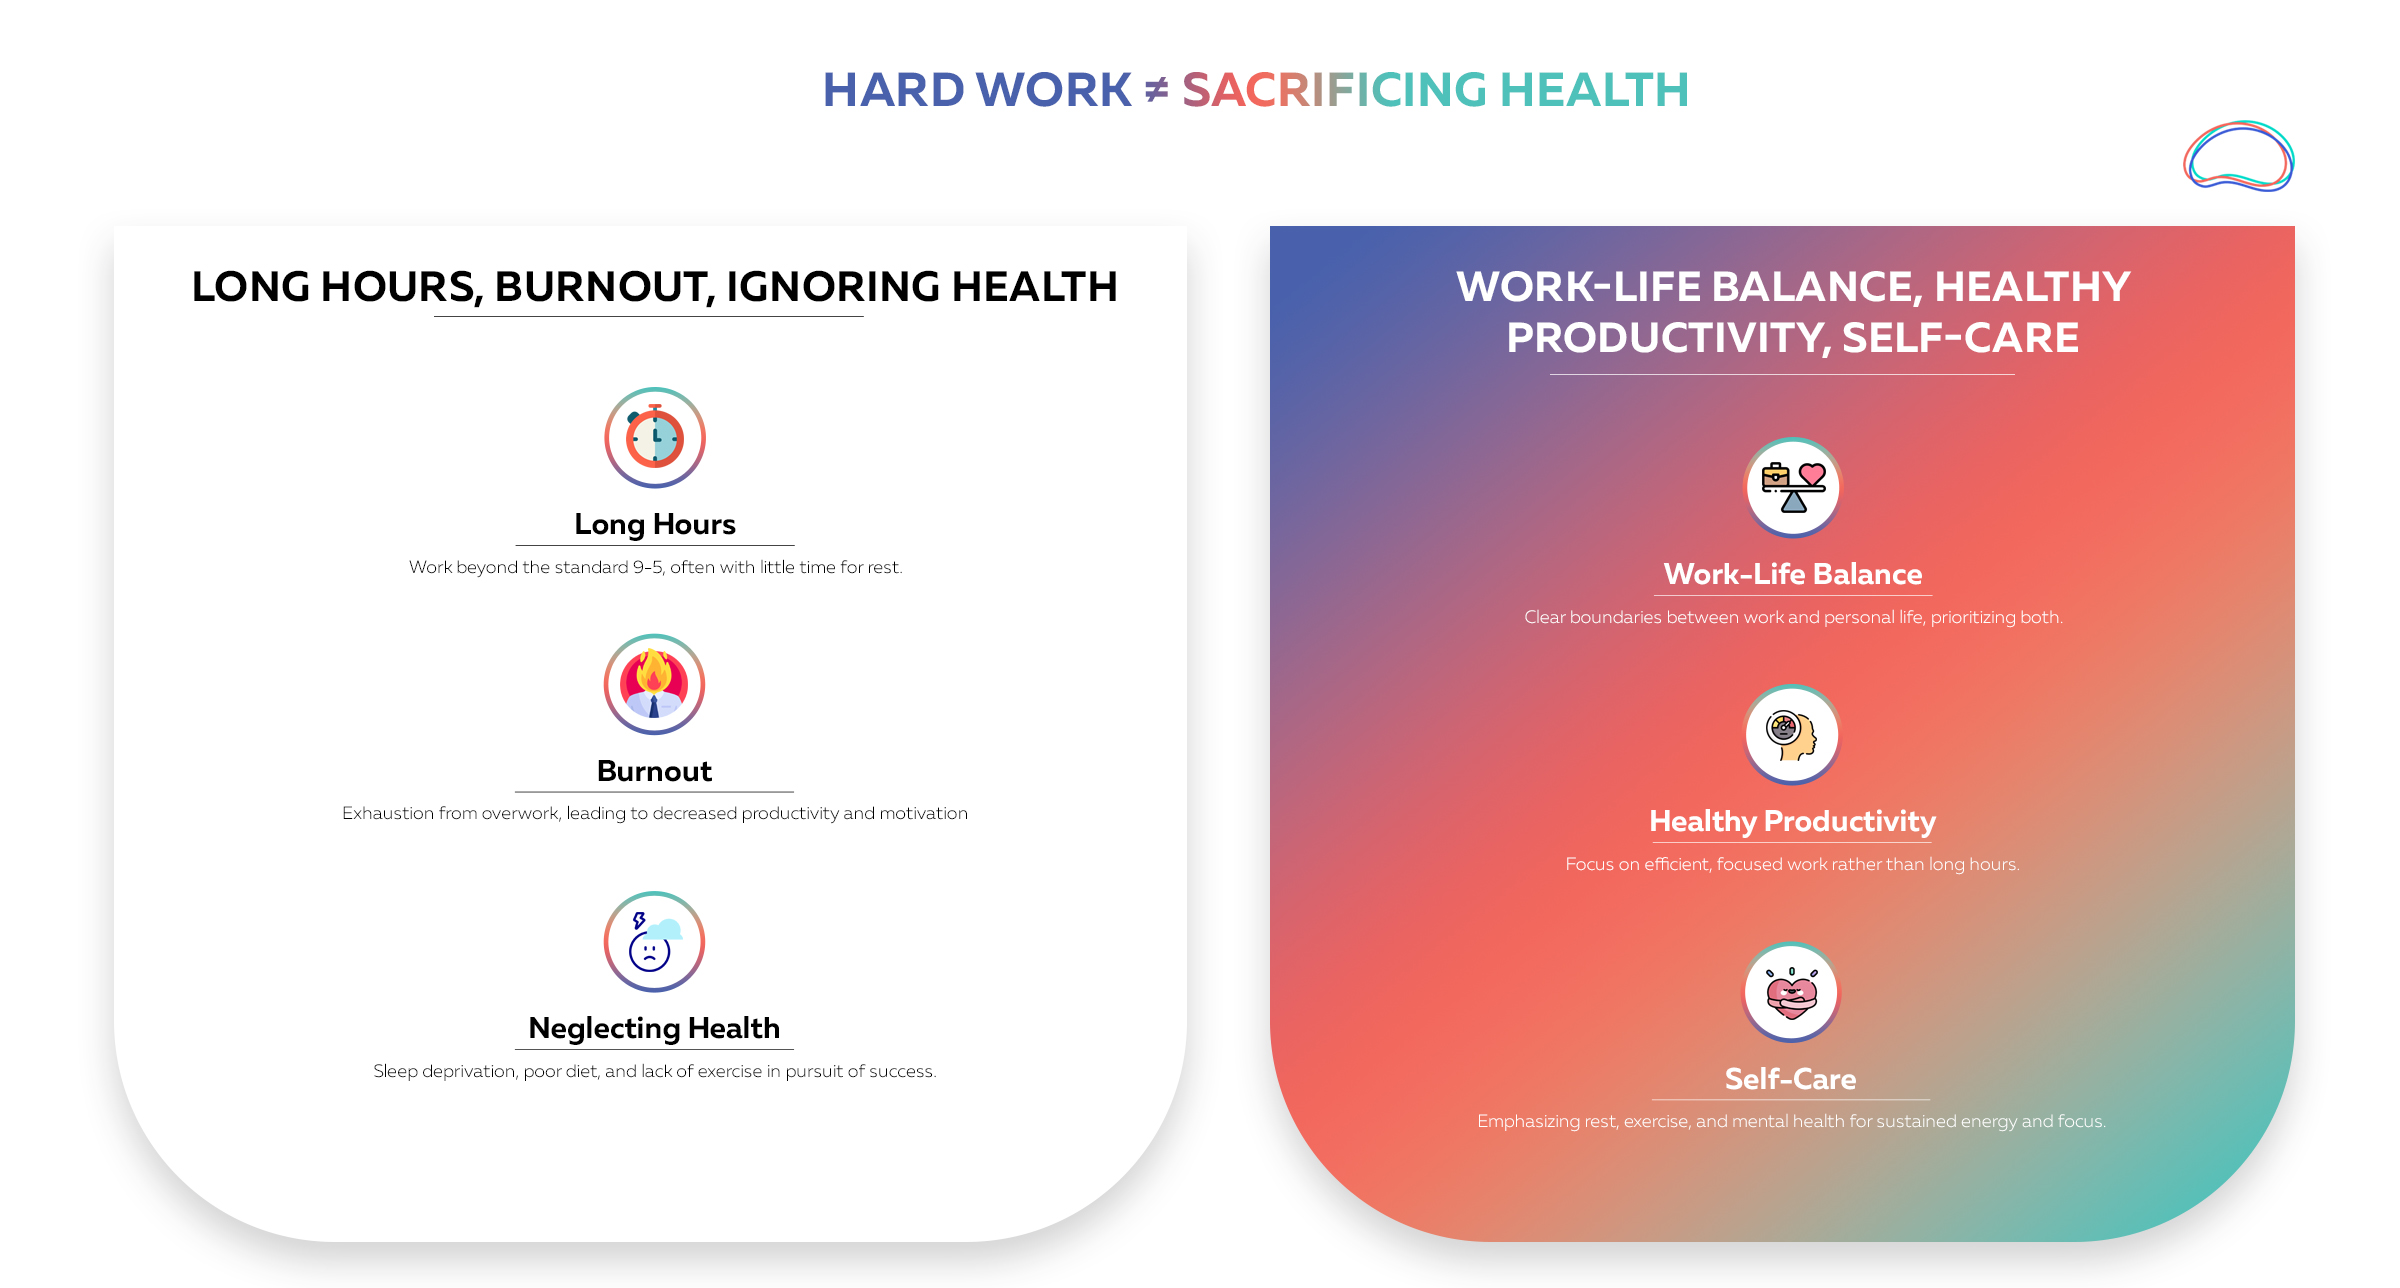 HARD WORK ≠ SACRIFICING HEALTH
LONG HOURS, BURNOUT, IGNORING HEALTH
Long Hours
Work beyond the standard 9-5, often with little time for rest.
Burnout
Exhaustion from overwork, leading to decreased productivity and motivation
Neglecting Health
Sleep deprivation, poor diet, and lack of exercise in pursuit of success.
WORK-LIFE BALANCE, HEALTHY
PRODUCTIVITY, SELF-CARE
Work-Life Balance
Clear boundaries between work and personal life, prioritizing both.
Healthy Productivity
Focus on efficient, focused work rather than long hours.
Self-Care
Emphasizing rest, exercise, and mental health for sustained energy and focus.